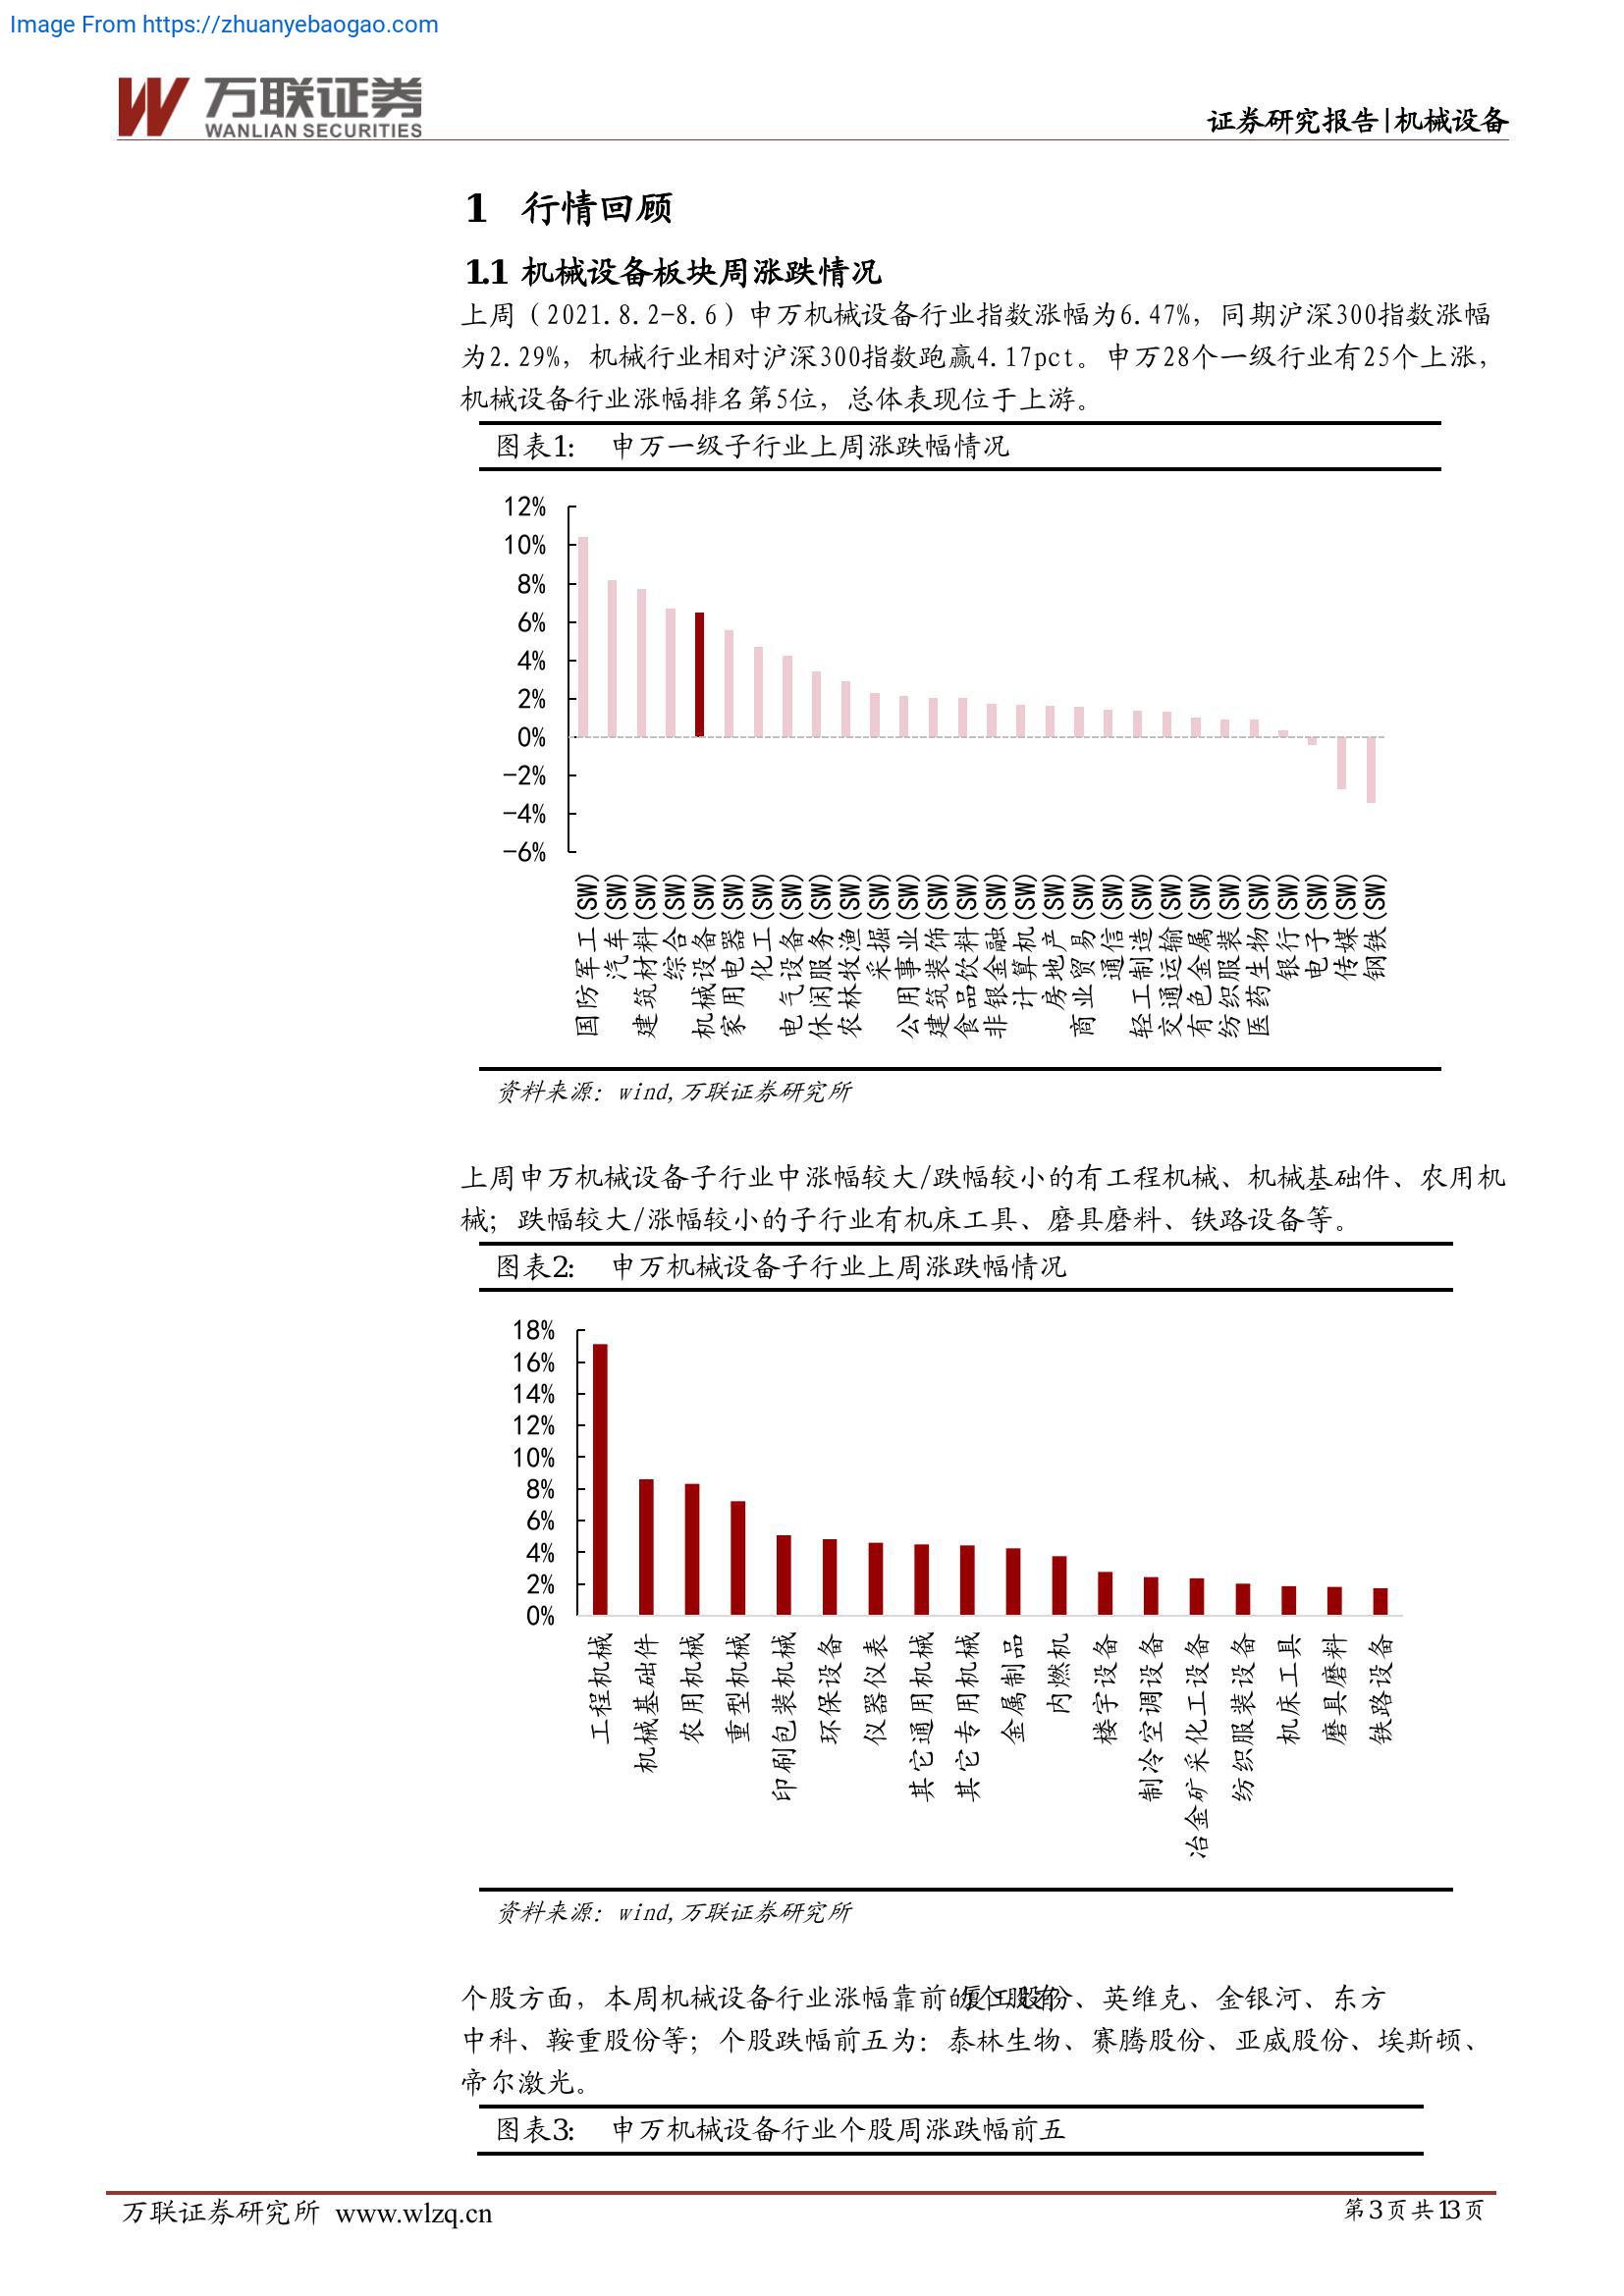 Image From https://zhuanyebaogao.com
万联证券
WANLIAN SECURITIES
证券研究报告|机械设备
1 行情回顾
1.1 机械设备板块周涨跌情况
上周（2021.8.2-8.6）申万机械设备行业指数涨幅为6.47%，同期沪深300指数涨幅
为2.29%，机械行业相对沪深300指数跑赢4.17pct。申万28个一级行业有25个上涨，
机械设备行业涨幅排名第5位，总体表现位于上游。
图表1： 申万一级子行业上周涨跌幅情况
12%
10%
8%
6%
4%
2%
0%
-2%
-4%
-6%
国防军工(SW)
汽车(SW)
建筑材料(SW)
综合(SW)
机械设备(SW)
家用电器(SW)
化工(SW)
电气设备(SW)
休闲服务(SW)
农林牧渔(SW)
采掘(SW)
公用事业(SW)
建筑装饰(SW)
食品饮料(SW)
非银金融(SW)
计算机(SW)
房地产(SW)
商业贸易(SW)
通信(SW)
轻工制造(SW)
交通运输(SW)
有色金属(SW)
纺织服装(SW)
医药生物(SW)
银行(SW)
电子(SW)
传媒(SW)
钢铁(SW)
资料来源：wind,万联证券研究所
上周申万机械设备子行业中涨幅较大/跌幅较小的有工程机械、机械基础件、农用机
械；跌幅较大/涨幅较小的子行业有机床工具、磨具磨料、铁路设备等。
图表2： 申万机械设备子行业上周涨跌幅情况
18%
16%
14%
12%
10%
8%
6%
4%
2%
0%
工程机械
机械基础件
农用机械
重型机械
印刷包装机械
环保设备
仪器仪表
其它通用机械
其它专用机械
金属制品
内燃机
楼宇设备
制冷空调设备
冶金矿采化工设备
纺织服装设备
机床工具
磨具磨料
铁路设备
资料来源：wind,万联证券研究所
个股方面，本周机械设备行业涨幅靠前的、英维克、金银河、东方
中科、鞍重股份等；个股跌幅前五为：泰林生物、赛腾股份、亚威股份、埃斯顿、
帝尔激光。
图表3： 申万机械设备行业个股周涨跌幅前五
万联证券研究所 www.wlzq.cn
第3页共13页